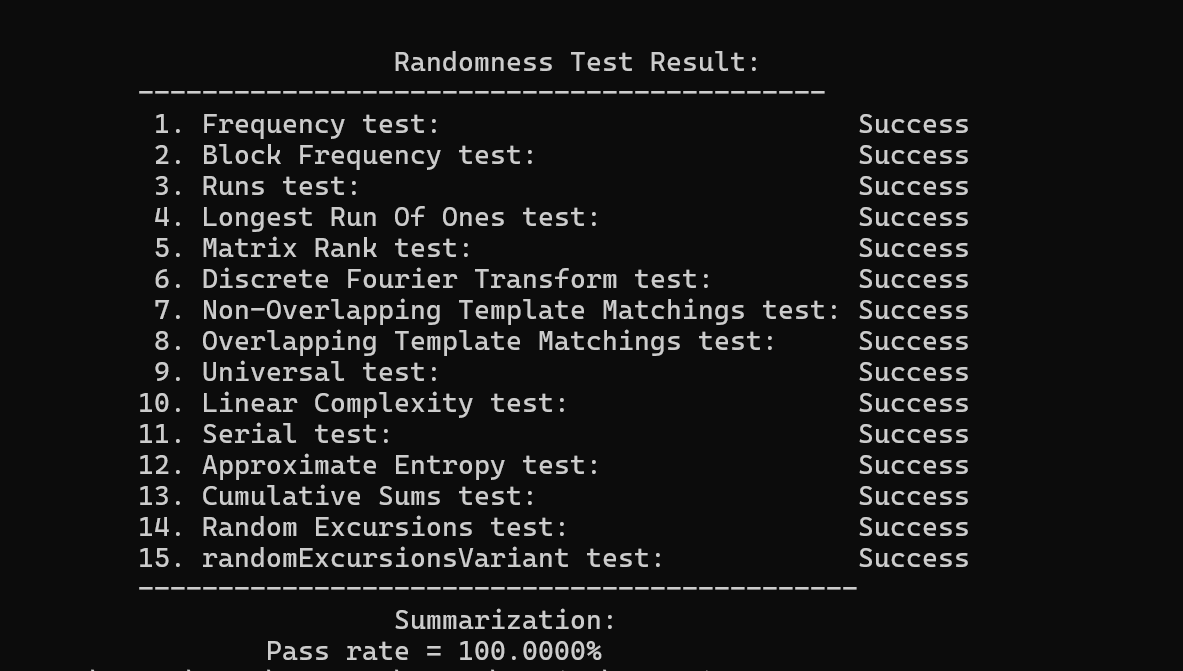 Randomness Test Result:
-------------------------------------------
1. Frequency test: Success
2. Block Frequency test: Success
3. Runs test: Success
4. Longest Run Of Ones test: Success
5. Matrix Rank test: Success
6. Discrete Fourier Transform test: Success
7. Non-Overlapping Template Matchings test: Success
8. Overlapping Template Matchings test: Success
9. Universal test: Success
10. Linear Complexity test: Success
11. Serial test: Success
12. Approximate Entropy test: Success
13. Cumulative Sums test: Success
14. Random Excursions test: Success
15. randomExcursionsVariant test: Success
---------------------------------------------
Summarization:
Pass rate = 100.0000%